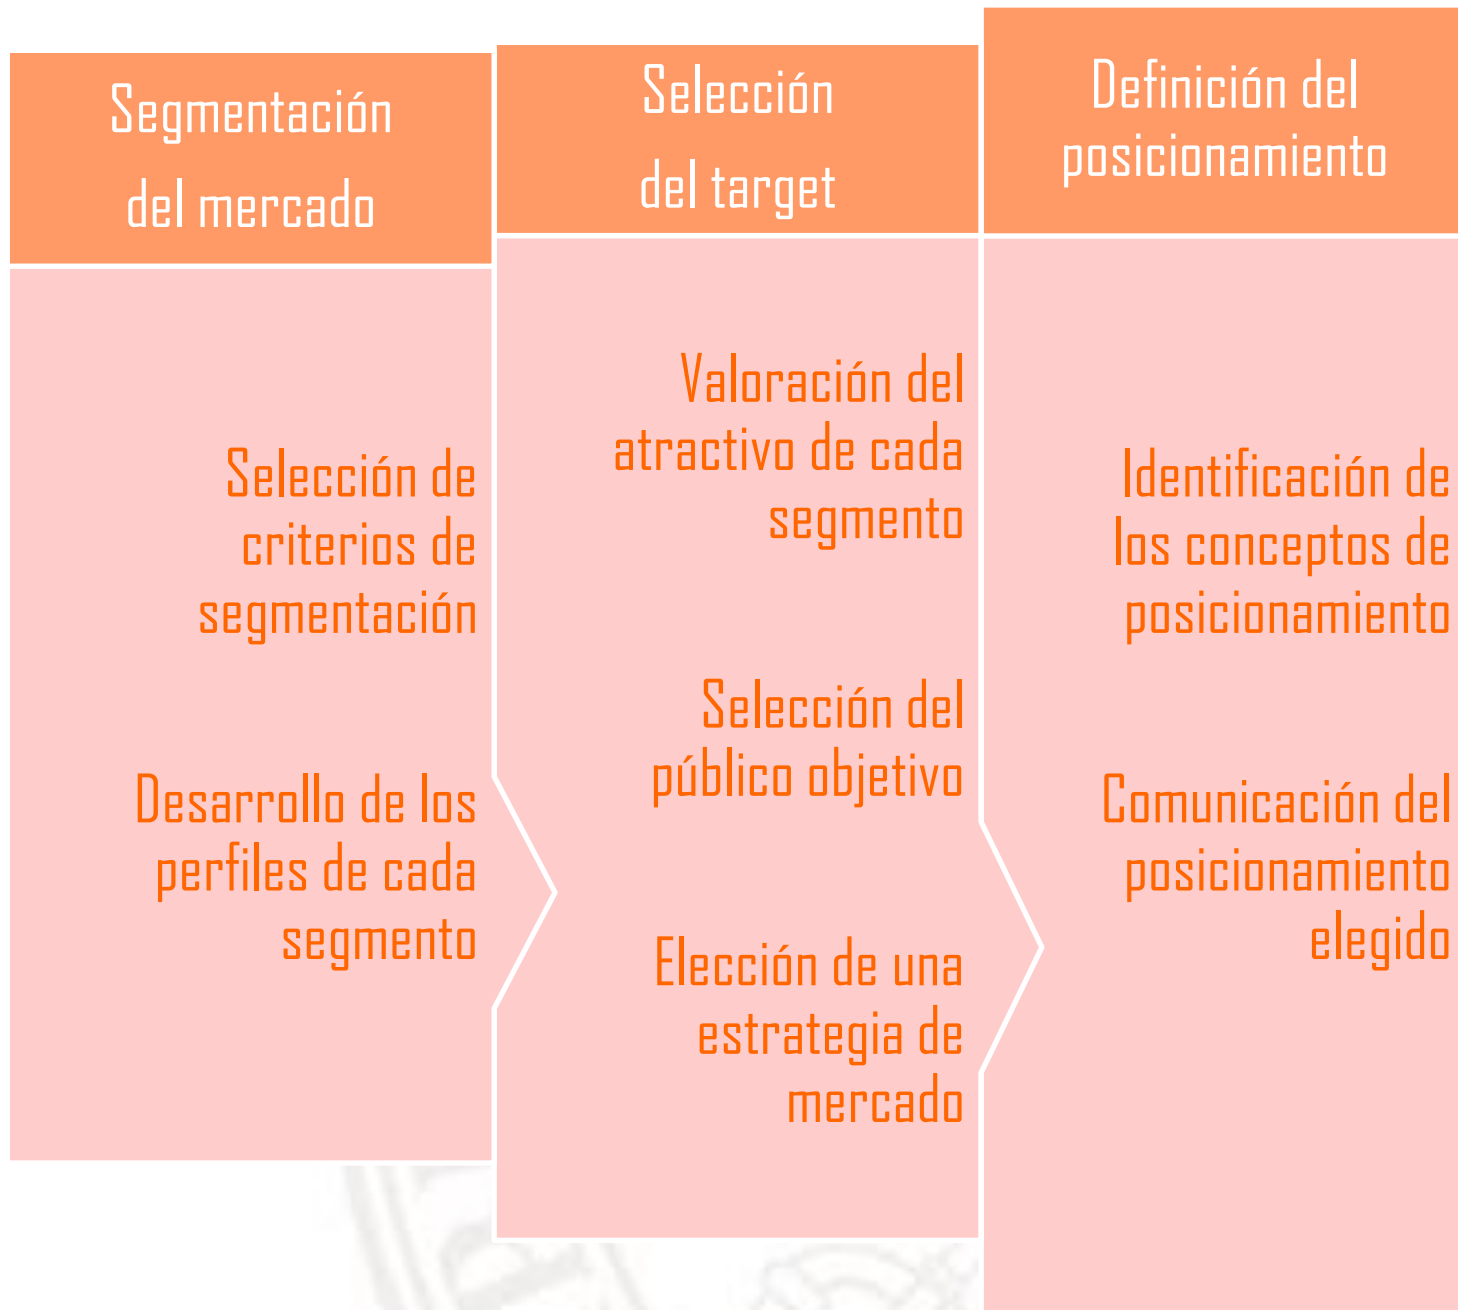 Segmentación
del mercado
Selección de
criterios de
segmentación
Desarrollo de los
perfiles de cada
segmento
Selección
del target
Valoración del
atractivo de cada
segmento
Selección del
público objetivo
Elección de una
estrategia de
mercado
Definición del
posicionamiento
Identificación de
los conceptos de
posicionamiento
Comunicación del
posicionamiento
elegido